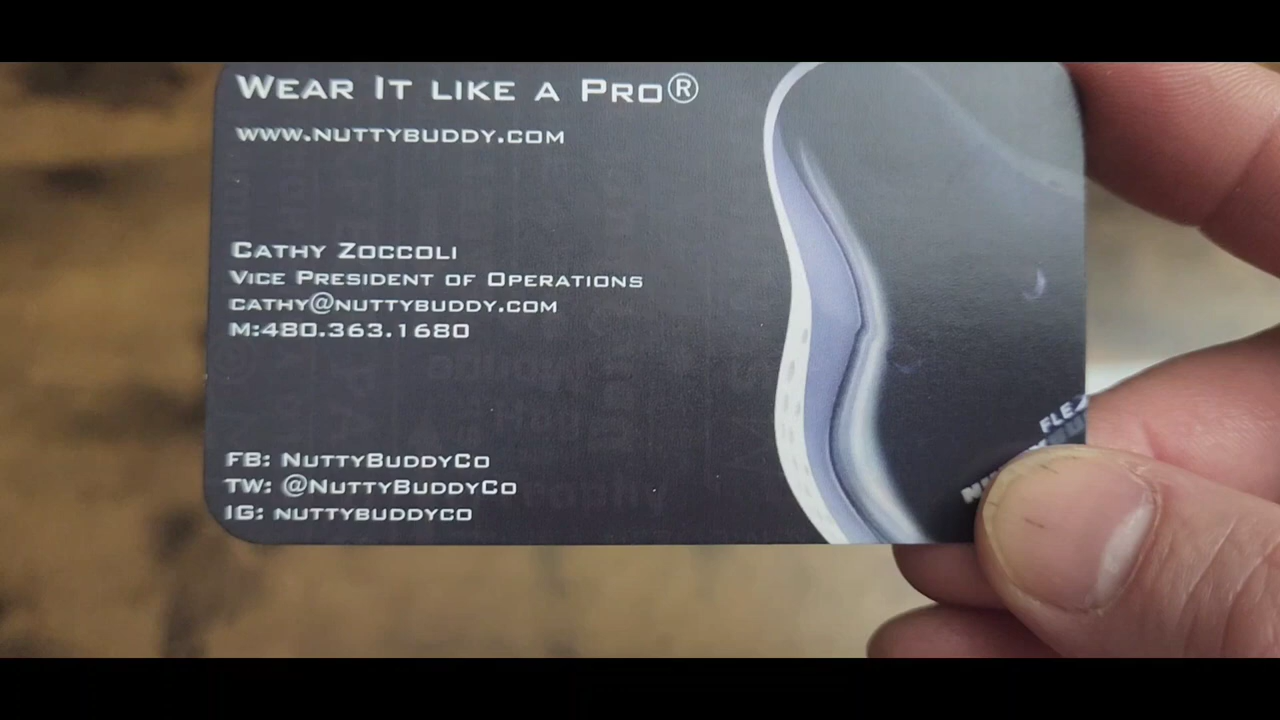 Wear It like a Pro®
www.nuttybuddy.com
Cathy Zoccoli
Vice President of Operations
cathy@nuttybuddy.com
M:480.363.1680
FB: NuttyBuddyCo
TW: @NuttyBuddyCo
IG: nuttybuddyco